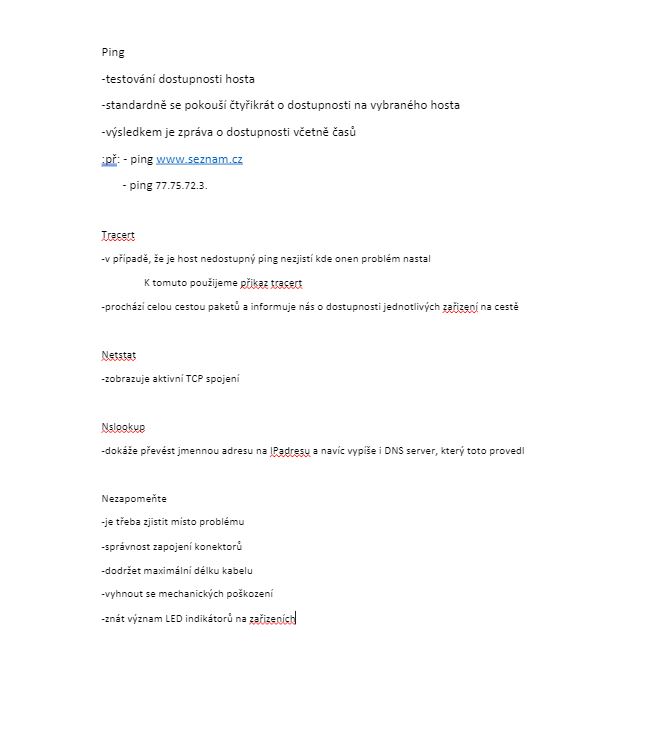 Ping
-testování dostupnosti hosta
-standardně se pokouší čtyřikrát o dostupnosti na vybraného hosta
-výsledkem je zpráva o dostupnosti včetně časů
:př: - ping www.seznam.cz
- ping 77.75.72.3.
Tracert
-v případě, že je host nedostupný ping nezjistí kde onen problém nastal
K tomuto použijeme přikaz tracert
-prochází celou cestou paketů a informuje nás o dostupnosti jednotlivých zařizení na cestě
Netstat
-zobrazuje aktivní TCP spojení
Nslookup
-dokáže převést jmennou adresu na IPadresu a navíc vypíše i DNS server, který toto provedl
Nezapomeňte
-je třeba zjistit místo problému
-správnost zapojení konektorů
-dodržet maximální délku kabelu
-vyhnout se mechanických poškození
-znát význam LED indikátorů na zařizeních